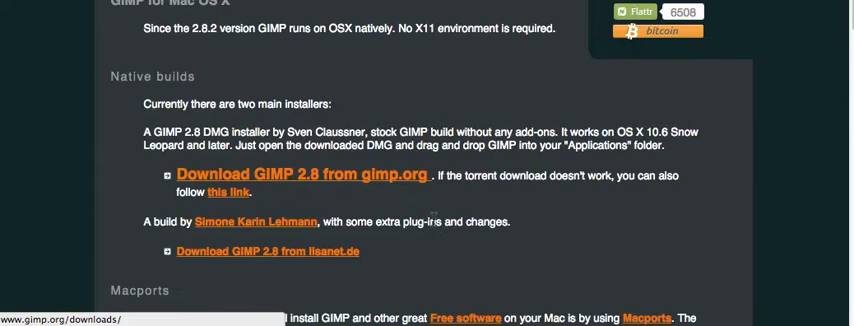 GIMP for Mac OS X
Flattr 6508
bitcoin
Since the 2.8.2 version GIMP runs on OSX natively. No X11 environment is required.
Native builds
Currently there are two main installers:
A GIMP 2.8 DMG installer by Sven Claussner, stock GIMP build without any add-ons. It works on OS X 10.6 Snow
Leopard and later. Just open the downloaded DMG and drag and drop GIMP into your "Applications" folder.
Download GIMP 2.8 from gimp.org . If the torrent download doesn't work, you can also
follow this link.
A build by Simone Karin Lehmann, with some extra plug-ins and changes.
Download GIMP 2.8 from lisanet.de
Macports
www.gimp.org/downloads/
install GIMP and other great Free software on your Mac is by using Macports. The